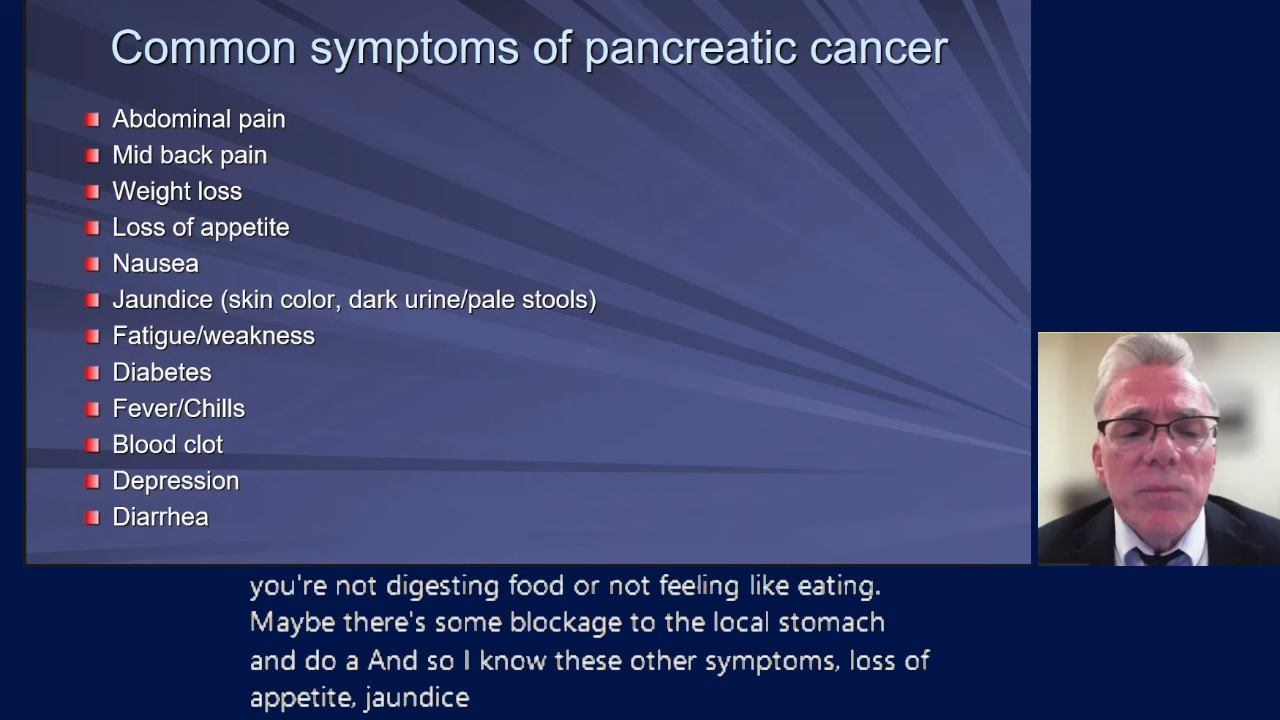 Common symptoms of pancreatic cancer
Abdominal pain
Mid back pain
Weight loss
Loss of appetite
Nausea
Jaundice (skin color, dark urine/pale stools)
Fatigue/weakness
Diabetes
Fever/Chills
Blood clot
Depression
Diarrhea
you're not digesting food or not feeling like eating.
Maybe there's some blockage to the local stomach
and do a And so I know these other symptoms, loss of
appetite, jaundice